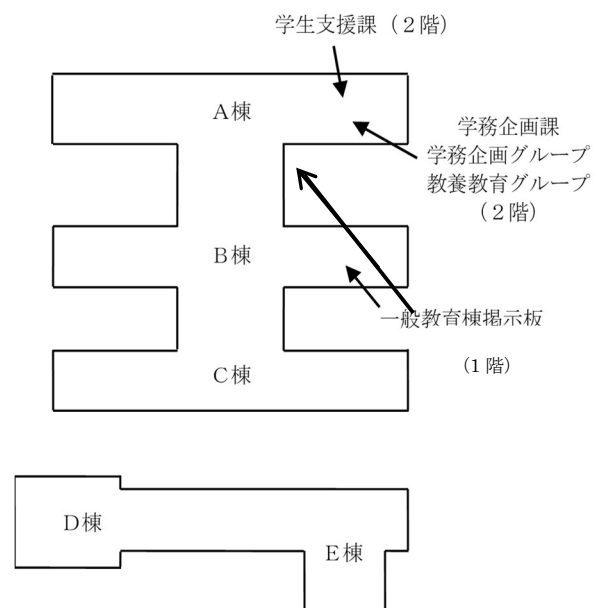 学生支援課（２階）
A棟
学務企画課
学務企画グループ
教養教育グループ
（２階）
B棟
一般教育棟掲示板
（1 階）
C棟
D棟
E棟